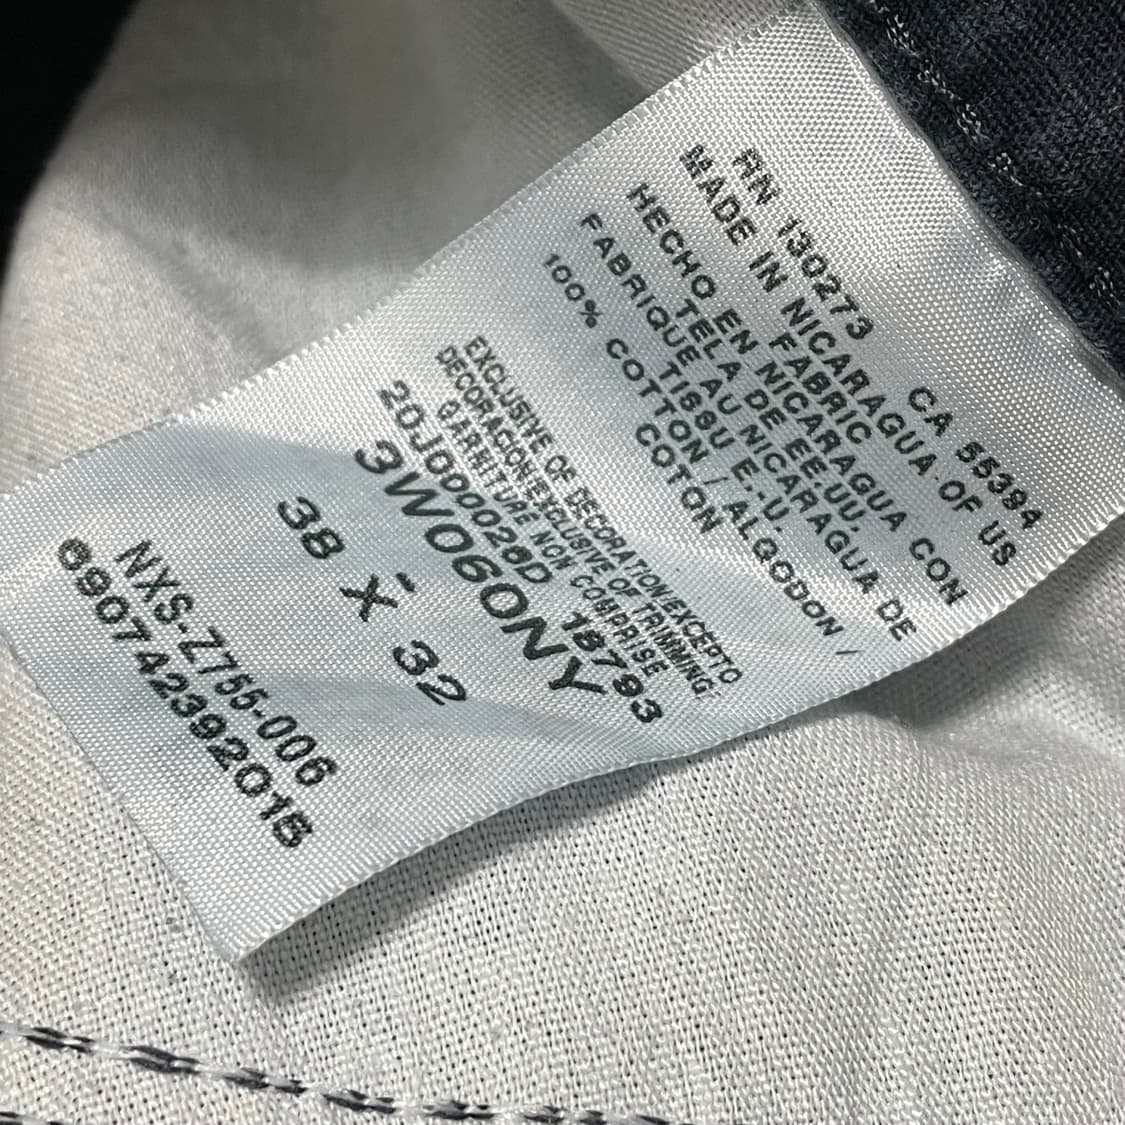 RN 130273 CA 55394
MADE IN NICARAGUA OF US
FABRIC
HECHO EN NICARAGUA CON
TELA DE EE.UU.
FABRIQUE AU NICARAGUA DE
TISSU E.-U.
100% COTTON / ALGODON /
COTON
EXCLUSIVE OF DECORATION/EXCEPTO
DECORACION/EXCLUSIVE OF TRIMMING
GARNITURE NON COMPRISE
18793
3W060NY
38 X 32
NXS-Z755-006